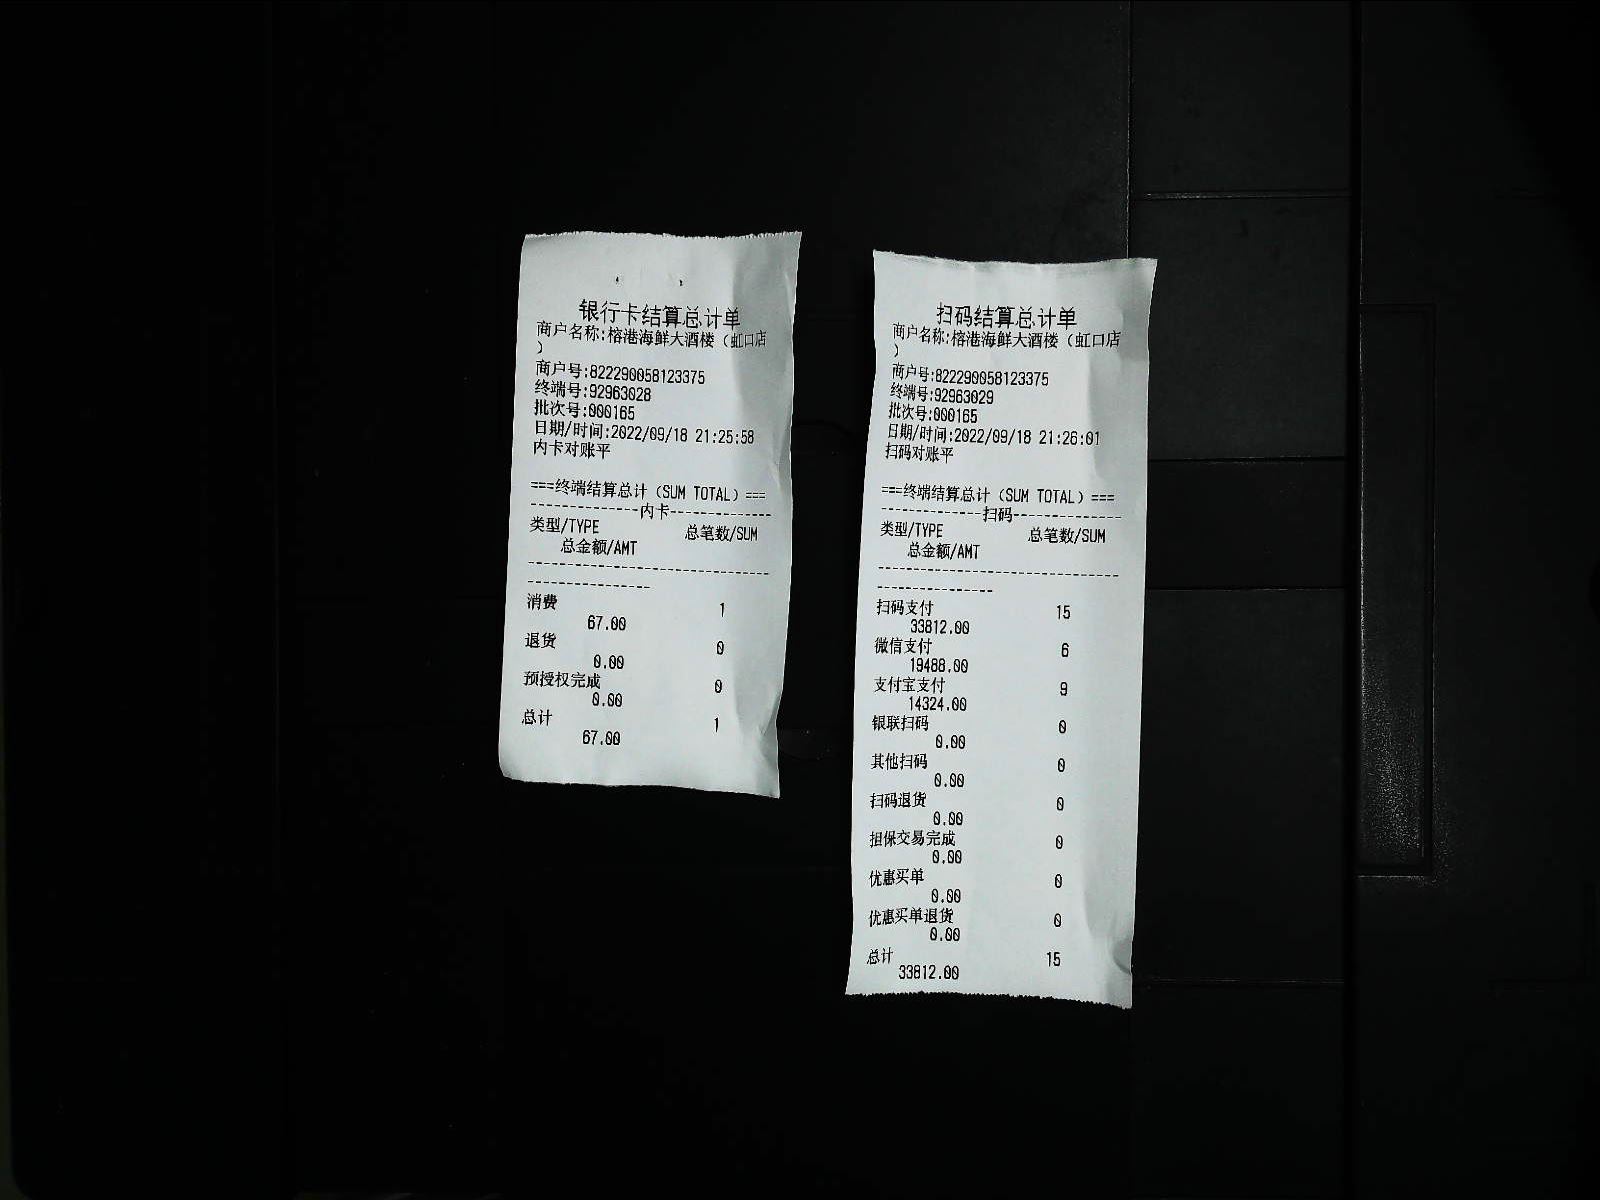 银行卡结算总计单
商户名称:榕港海鲜大酒楼（虹口店
）
商户号:822290058123375
终端号:92963028
批次号:000165
日期/时间:2022/09/18 21:25:58
内卡对账平
===终端结算总计（SUM TOTAL）===
---------------内卡---------------
类型/TYPE 总笔数/SUM
总金额/AMT
--------------------------------
----------------
消费 1
67.00
退货 0
0.00
预授权完成 0
0.00
总计 1
67.00
扫码结算总计单
商户名称:榕港海鲜大酒楼（虹口店
）
商户号:822290058123375
终端号:92963029
批次号:000165
日期/时间:2022/09/18 21:26:01
扫码对账平
===终端结算总计（SUM TOTAL）===
--------------扫码---------------
类型/TYPE 总笔数/SUM
总金额/AMT
--------------------------------
----------------
扫码支付 15
33812.00
微信支付 6
19488.00
支付宝支付 9
14324.00
银联扫码 0
0.00
其他扫码 0
0.00
扫码退货 0
0.00
担保交易完成 0
0.00
优惠买单 0
0.00
优惠买单退货 0
0.00
总计 15
33812.00